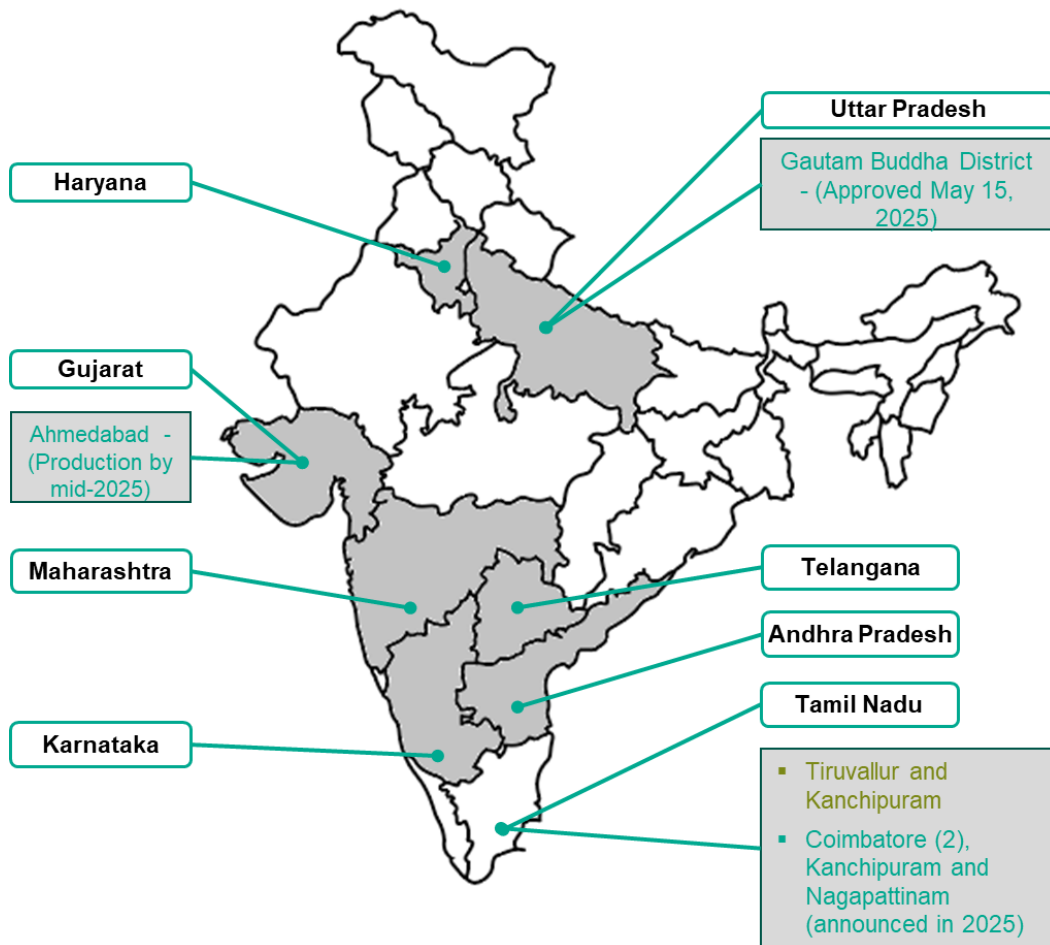 Uttar Pradesh
Gautam Buddha District
- (Approved May 15,
2025)
Haryana
Gujarat
Ahmedabad -
(Production by
mid-2025)
Maharashtra
Telangana
Andhra Pradesh
Tamil Nadu
Karnataka
▪ Tiruvallur and
Kanchipuram
▪ Coimbatore (2),
Kanchipuram and
Nagapattinam
(announced in 2025)